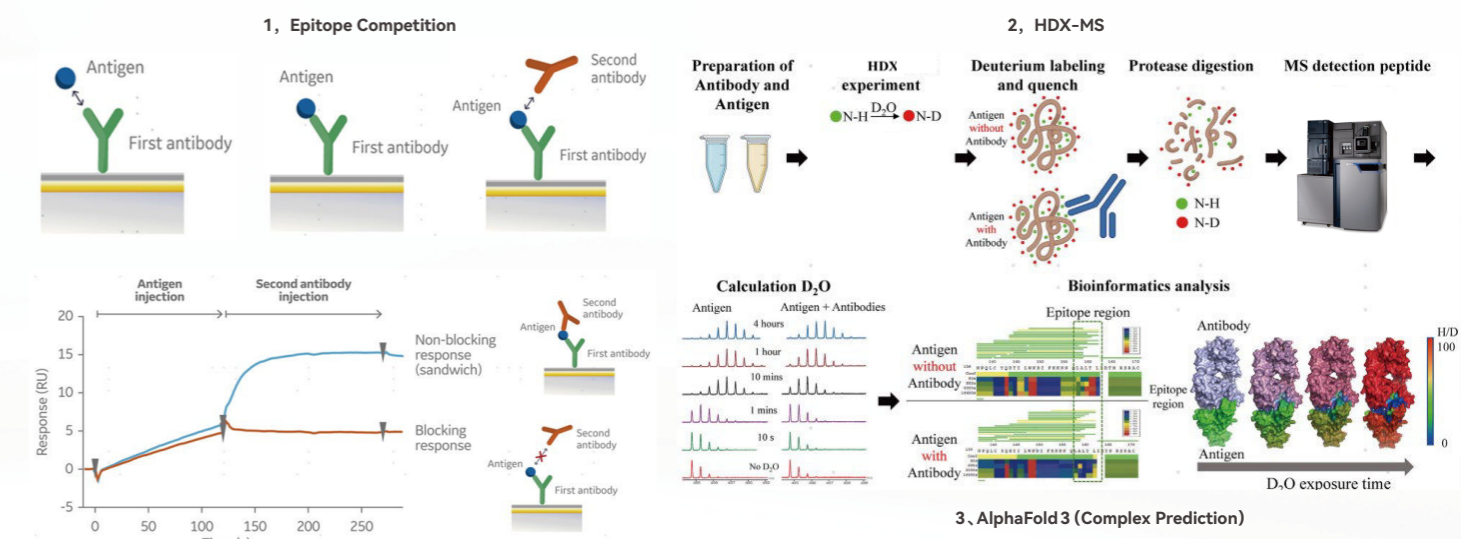 1, Epitope Competition
Antigen
First antibody
Antigen
First antibody
Second
antibody
Antigen
First antibody
Antigen
injection
Second antibody
injection
Response (RU)
20
15
10
5
0
-5
0
50
100
150
200
250
Non-blocking
response
(sandwich)
Blocking
response
Second
antibody
Antigen
First antibody
Second
antibody
Antigen
First antibody
2, HDX-MS
Preparation of
Antibody and
Antigen
HDX
experiment
N-H D₂O N-D
Deuterium labeling
and quench
Antigen
without
Antibody
Antigen
with
Antibody
Protease digestion
N-H
N-D
MS detection peptide
Calculation D₂O
Antigen
Antigen + Antibodies
4 hours
1 hour
10 mins
1 mins
10 s
No D₂O
Bioinformatics analysis
Epitope region
Antigen
without
Antibody
Antigen
with
Antibody
Antibody
Epitope
region
Antigen
H/D
100
0
D₂O exposure time
3、AlphaFold 3 (Complex Prediction)